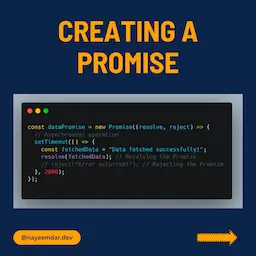 CREATING A
PROMISE
const dataPromise = new Promise((resolve, reject) => {
// Asynchronous operation
setTimeout(() => {
const fetchedData = "Data fetched successfully!";
resolve(fetchedData); // Resolving the Promise
// reject("Error occurred!"); // Rejecting the Promise
}, 2000);
});
@nayeemdar.dev